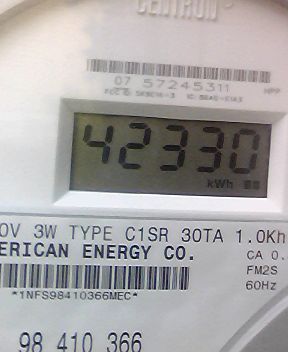 CENTRON
07 57245311
42330
kWh
0V 3W TYPE C1SR 30TA 1.0Kh
ERICAN ENERGY CO.
CA 0.
FM2S
*1NFS98410366MEC*
60Hz
98 410 366